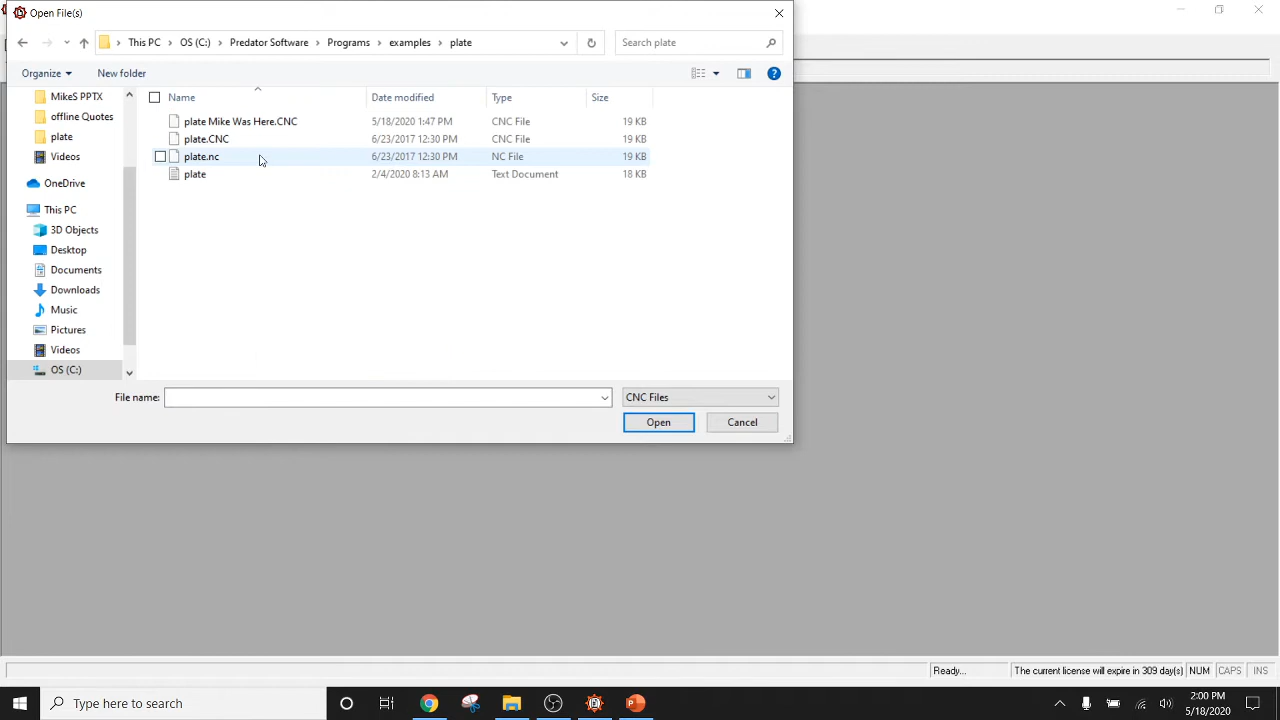 Open File(s)
This PC > OS (C:) > Predator Software > Programs > examples > plate
Search plate
Organize
New folder
Name Date modified Type Size
MikeS PPTX
offline Quotes
plate
Videos
OneDrive
This PC
3D Objects
Desktop
Documents
Downloads
Music
Pictures
Videos
OS (C:)
plate Mike Was Here.CNC 5/18/2020 1:47 PM CNC File 19 KB
plate.CNC 6/23/2017 12:30 PM CNC File 19 KB
plate.nc 6/23/2017 12:30 PM NC File 19 KB
plate 2/4/2020 8:13 AM Text Document 18 KB
File name:
CNC Files
Open
Cancel
Ready...
The current license will expire in 309 day(s)
NUM
CAPS
INS
Type here to search
2:00 PM
5/18/2020